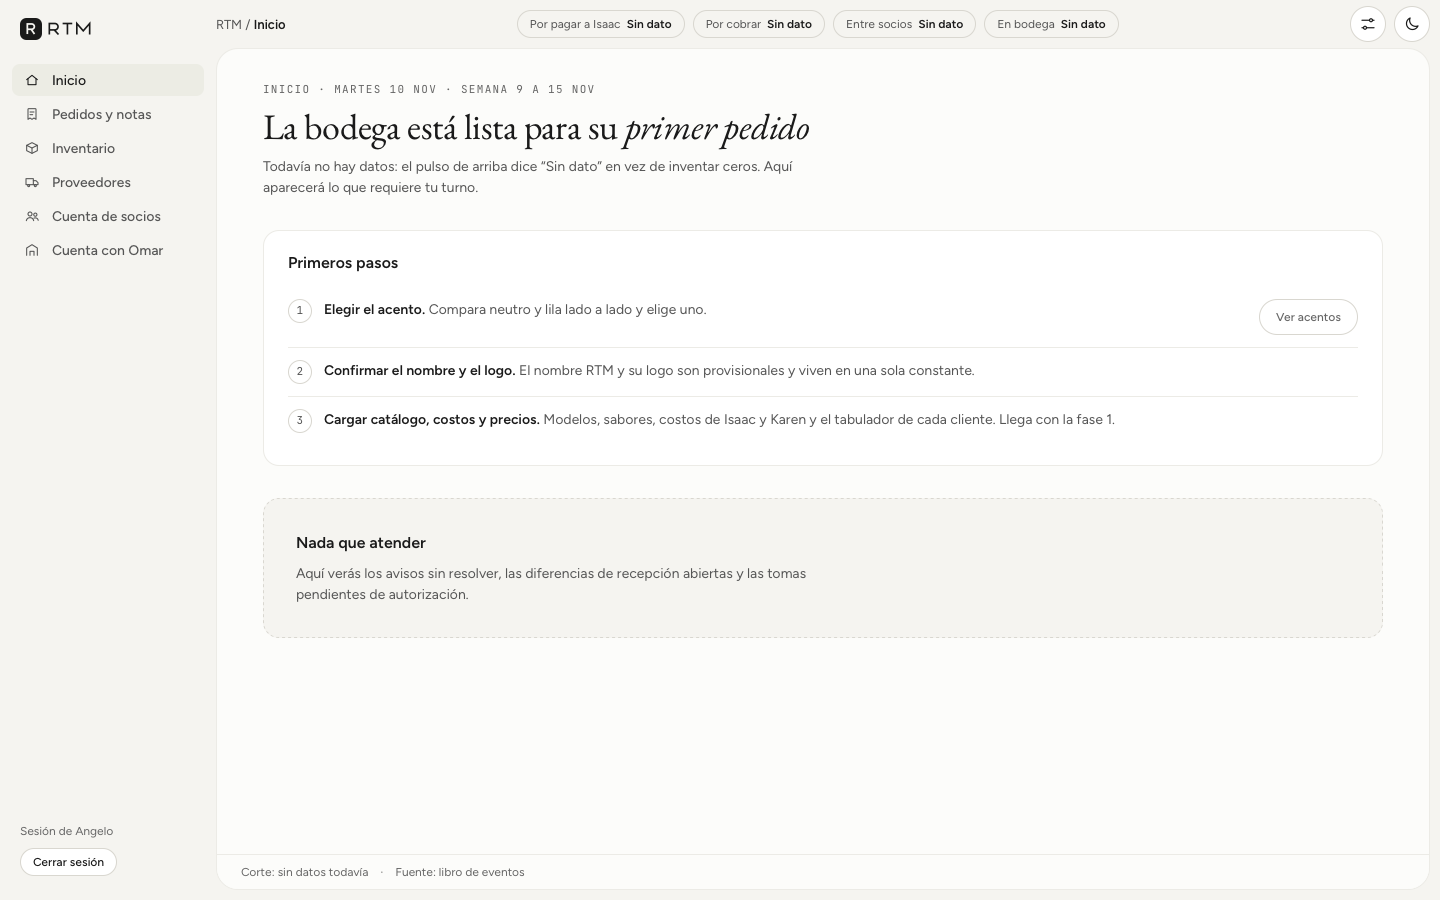 R RTM
RTM / Inicio
Por pagar a Isaac Sin dato
Por cobrar Sin dato
Entre socios Sin dato
En bodega Sin dato
Inicio
Pedidos y notas
Inventario
Proveedores
Cuenta de socios
Cuenta con Omar
INICIO · MARTES 10 NOV · SEMANA 9 A 15 NOV
La bodega está lista para su primer pedido
Todavía no hay datos: el pulso de arriba dice “Sin dato” en vez de inventar ceros. Aquí
aparecerá lo que requiere tu turno.
Primeros pasos
1 Elegir el acento. Compara neutro y lila lado a lado y elige uno.
Ver acentos
2 Confirmar el nombre y el logo. El nombre RTM y su logo son provisionales y viven en una sola constante.
3 Cargar catálogo, costos y precios. Modelos, sabores, costos de Isaac y Karen y el tabulador de cada cliente. Llega con la fase 1.
Nada que atender
Aquí verás los avisos sin resolver, las diferencias de recepción abiertas y las tomas
pendientes de autorización.
Sesión de Angelo
Cerrar sesión
Corte: sin datos todavía · Fuente: libro de eventos